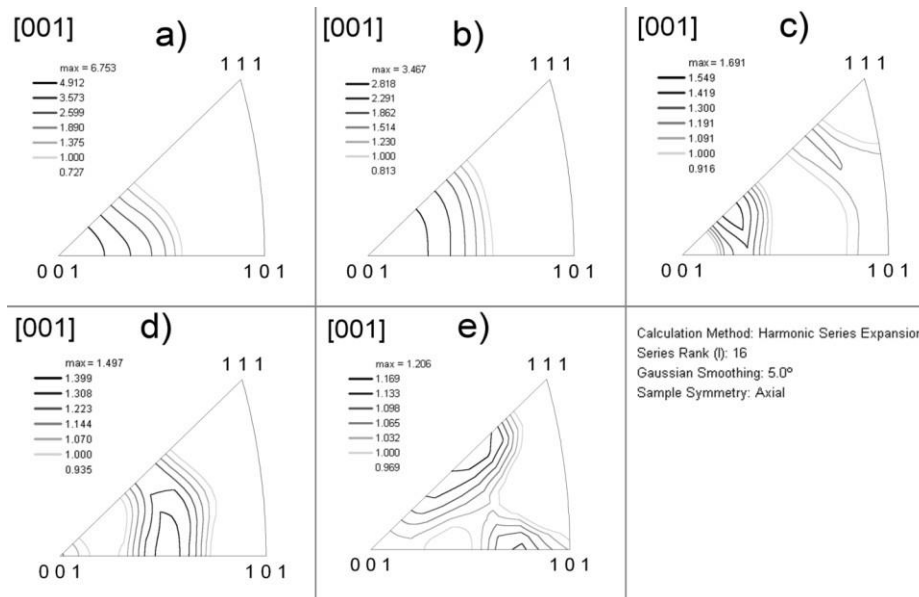 [001] a)
max = 6.753
4.912
3.573
2.599
1.890
1.375
1.000
0.727
1 1 1
0 0 1
1 0 1
[001] b)
max = 3.467
2.818
2.291
1.862
1.514
1.230
1.000
0.813
1 1 1
0 0 1
1 0 1
[001] c)
max = 1.691
1.549
1.419
1.300
1.191
1.091
1.000
0.916
1 1 1
0 0 1
1 0 1
[001] d)
max = 1.497
1.399
1.308
1.223
1.144
1.070
1.000
0.935
1 1 1
0 0 1
1 0 1
[001] e)
max = 1.206
1.169
1.133
1.098
1.065
1.032
1.000
0.969
1 1 1
0 0 1
1 0 1
Calculation Method: Harmonic Series Expansion
Series Rank (l): 16
Gaussian Smoothing: 5.0°
Sample Symmetry: Axial